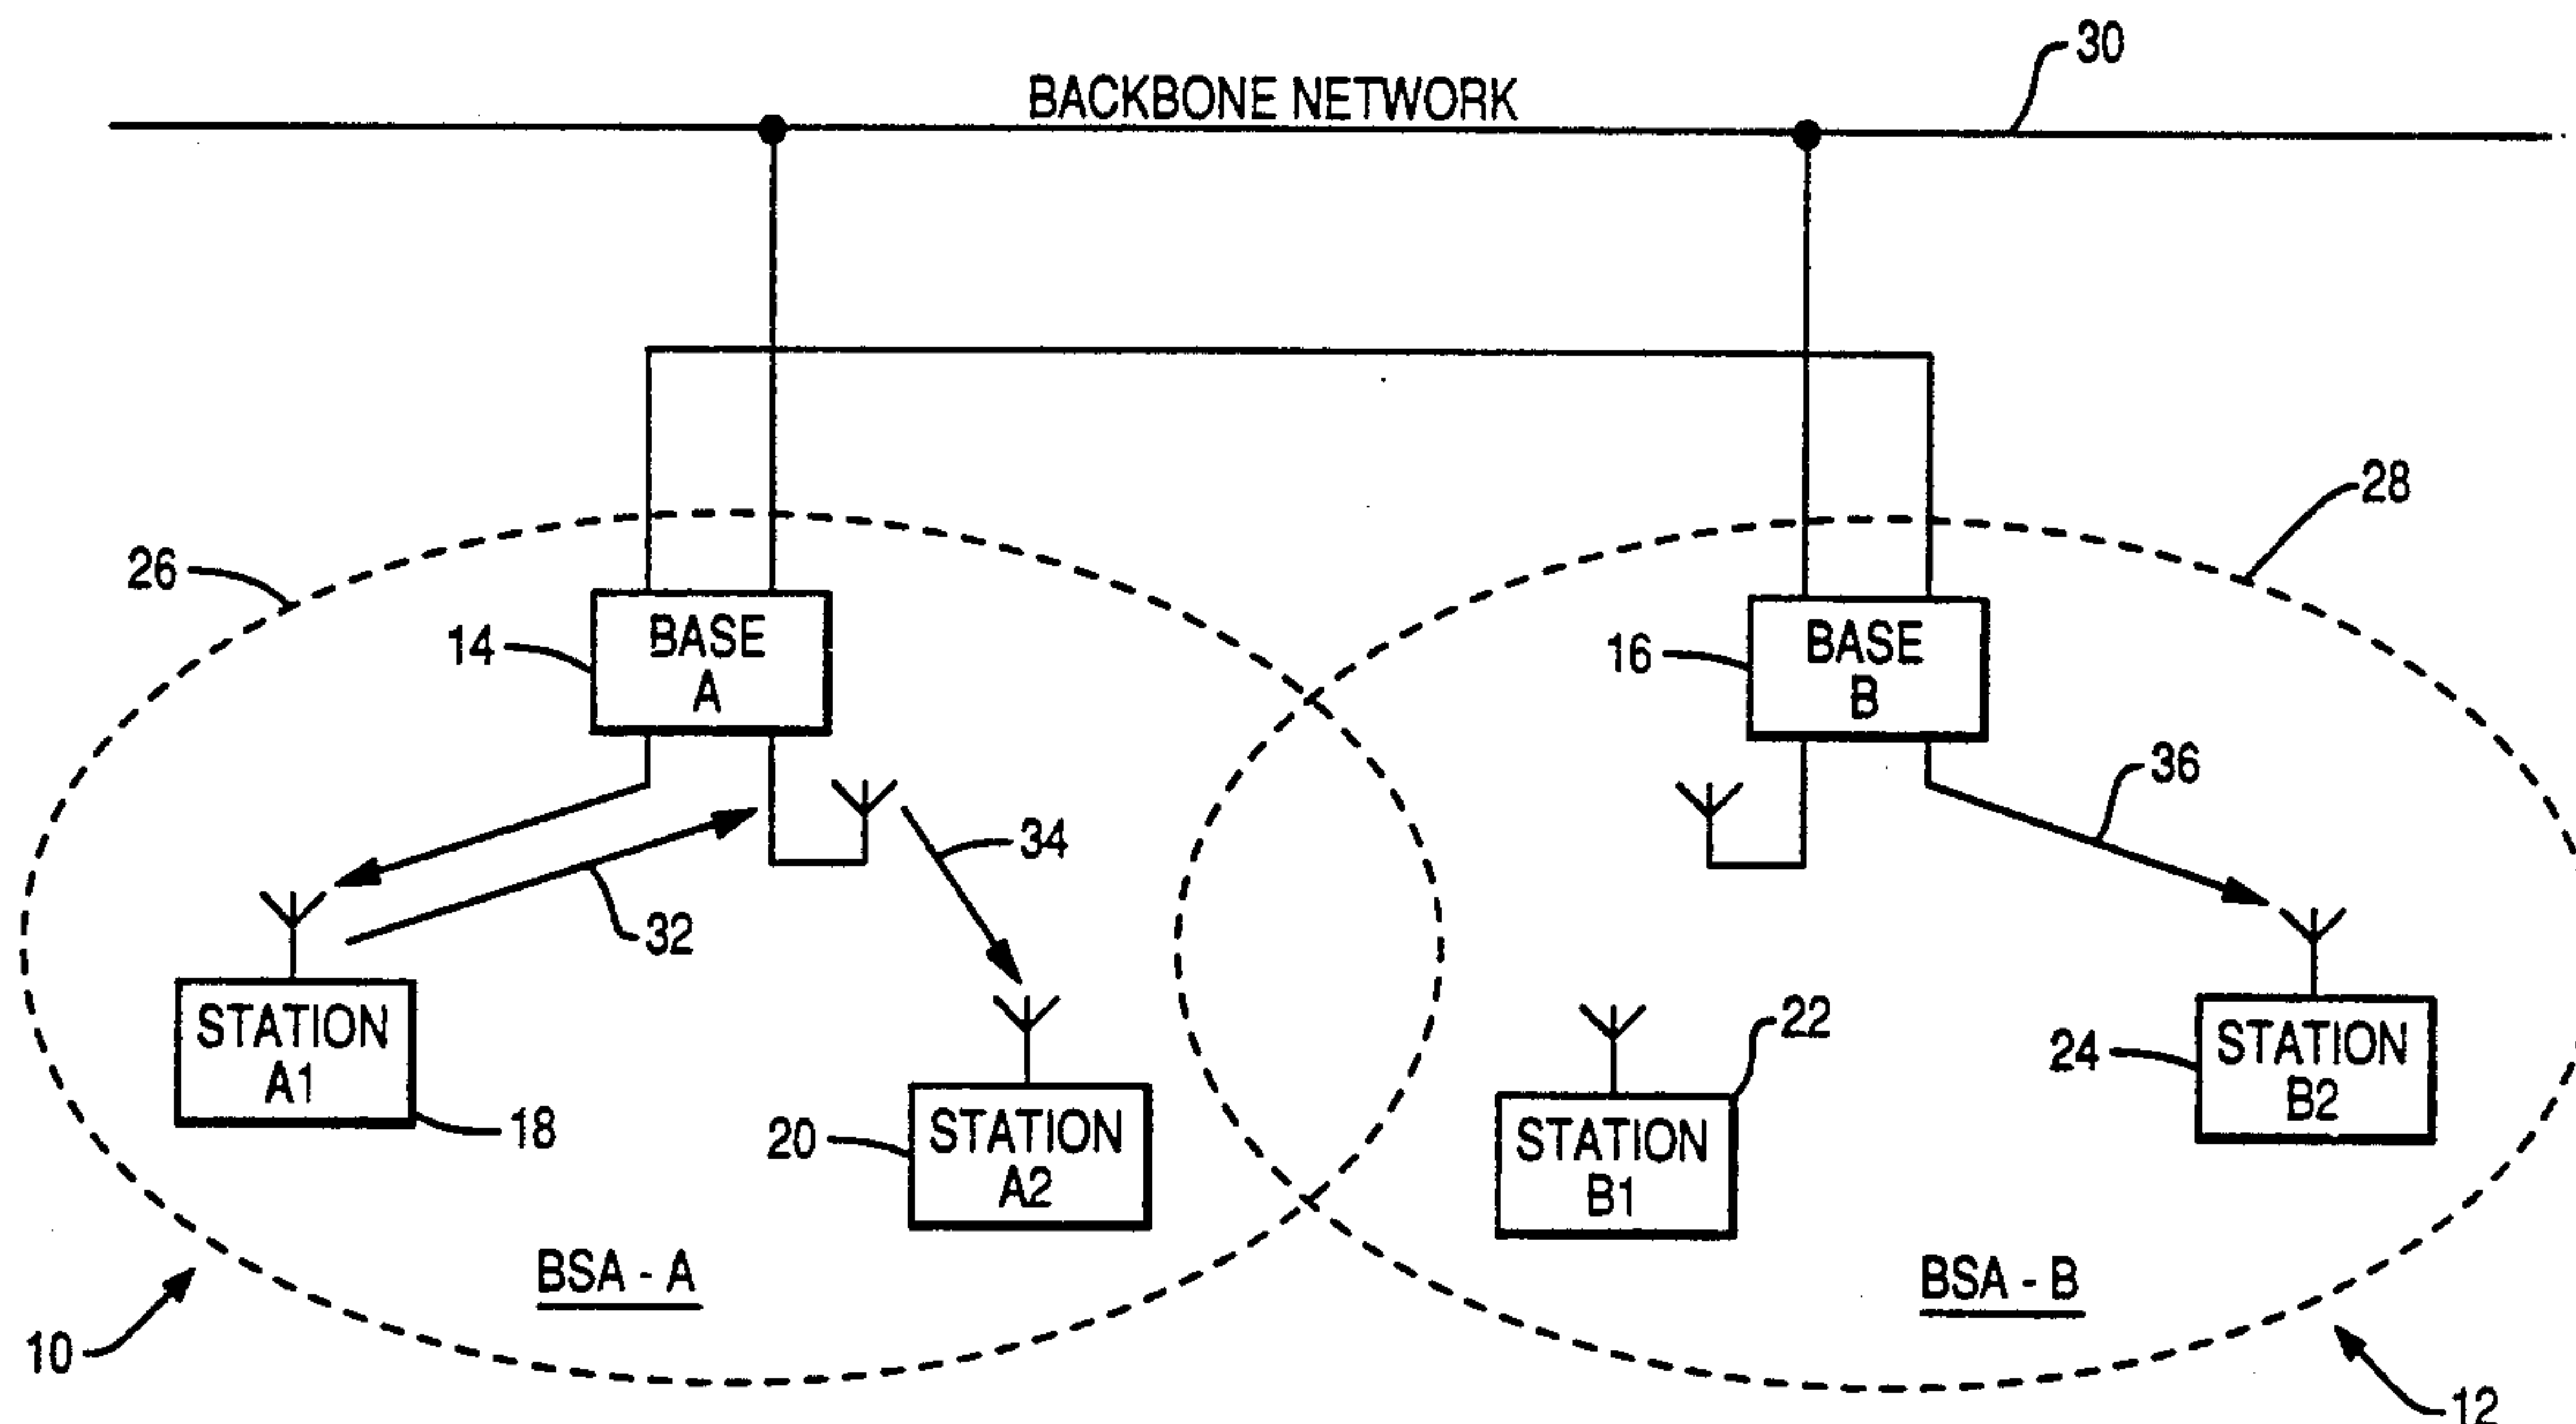 30
BACKBONE NETWORK
28
26
BASE
A
14
BASE
B
16
36
34
32
STATION
A1
18
22
STATION
B2
24
STATION
A2
20
STATION
B1
BSA - A
BSA - B
10
12